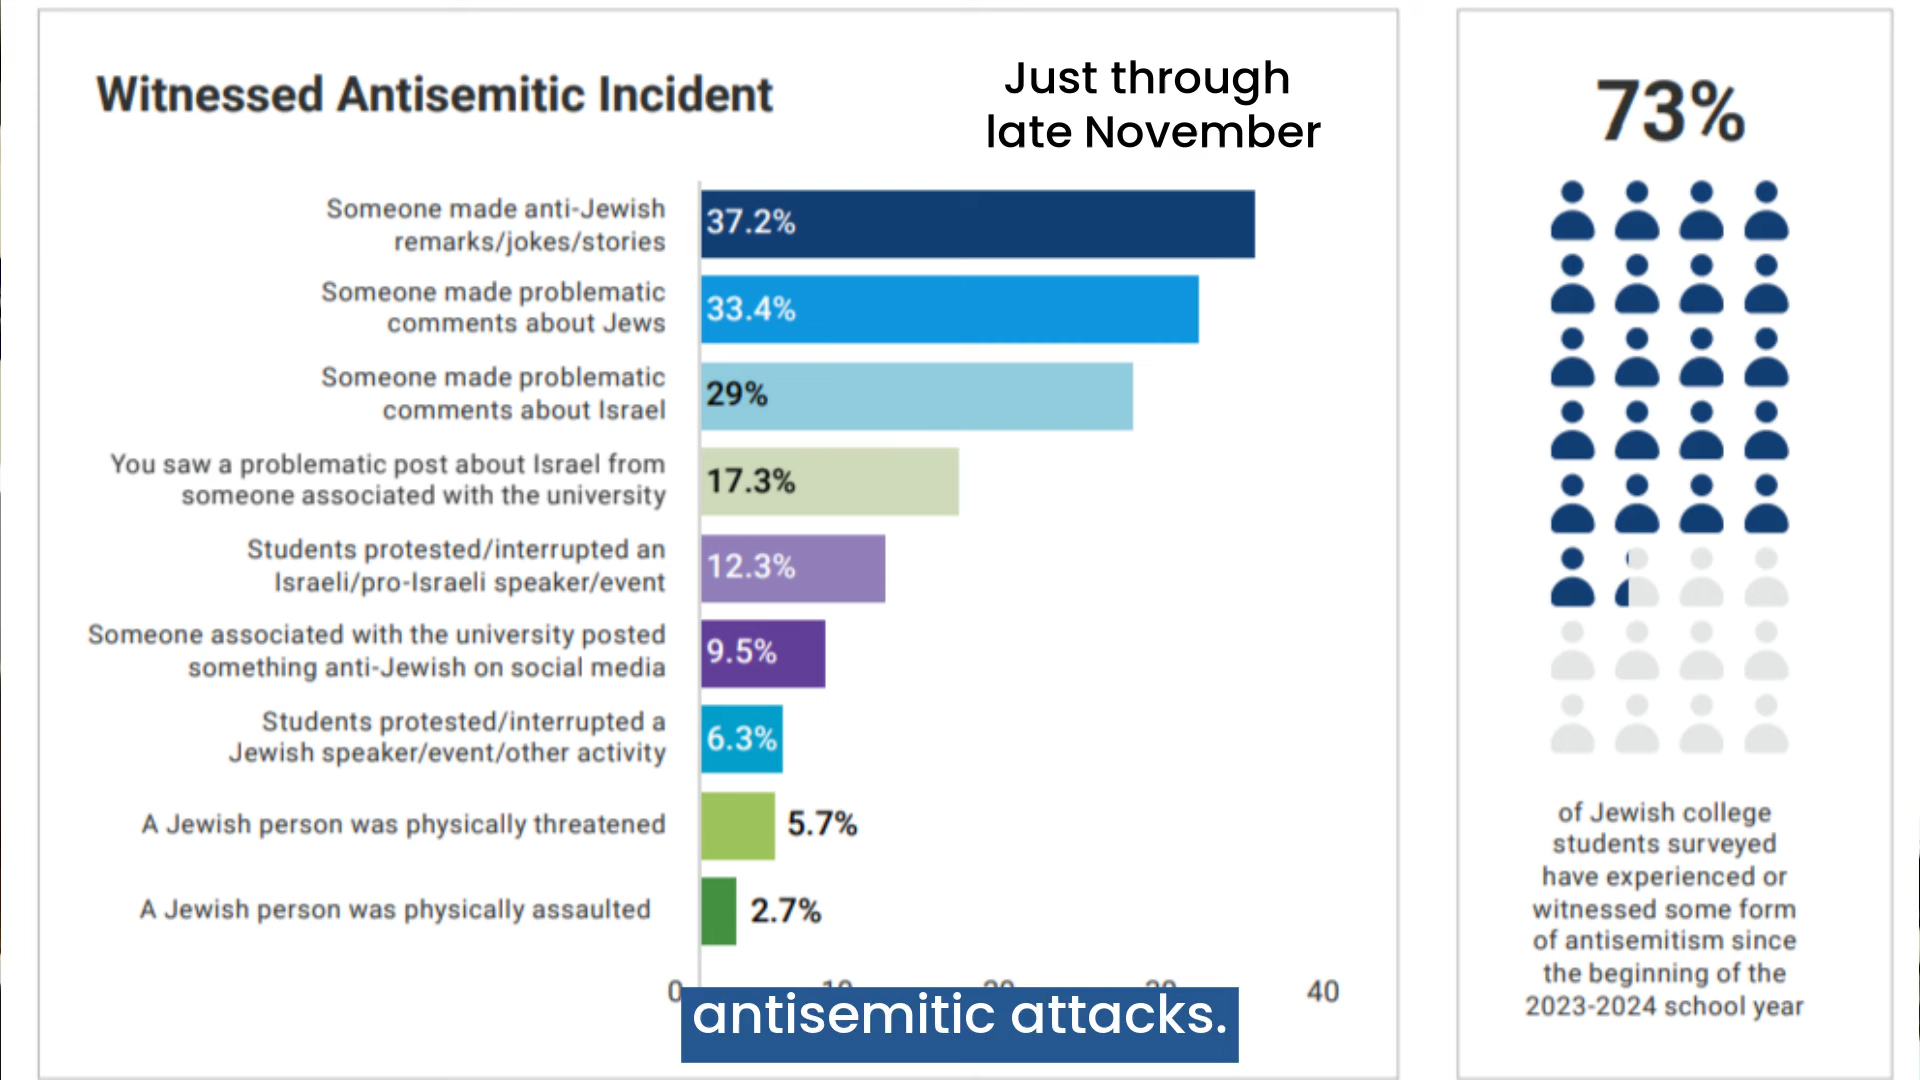 Witnessed Antisemitic Incident
Just through
late November
Someone made anti-Jewish
remarks/jokes/stories
37.2%
Someone made problematic
comments about Jews
33.4%
Someone made problematic
comments about Israel
29%
You saw a problematic post about Israel from
someone associated with the university
17.3%
Students protested/interrupted an
Israeli/pro-Israeli speaker/event
12.3%
Someone associated with the university posted
something anti-Jewish on social media
9.5%
Students protested/interrupted a
Jewish speaker/event/other activity
6.3%
A Jewish person was physically threatened
5.7%
A Jewish person was physically assaulted
2.7%
0 40
antisemitic attacks.
73%
of Jewish college
students surveyed
have experienced or
witnessed some form
of antisemitism since
the beginning of the
2023-2024 school year